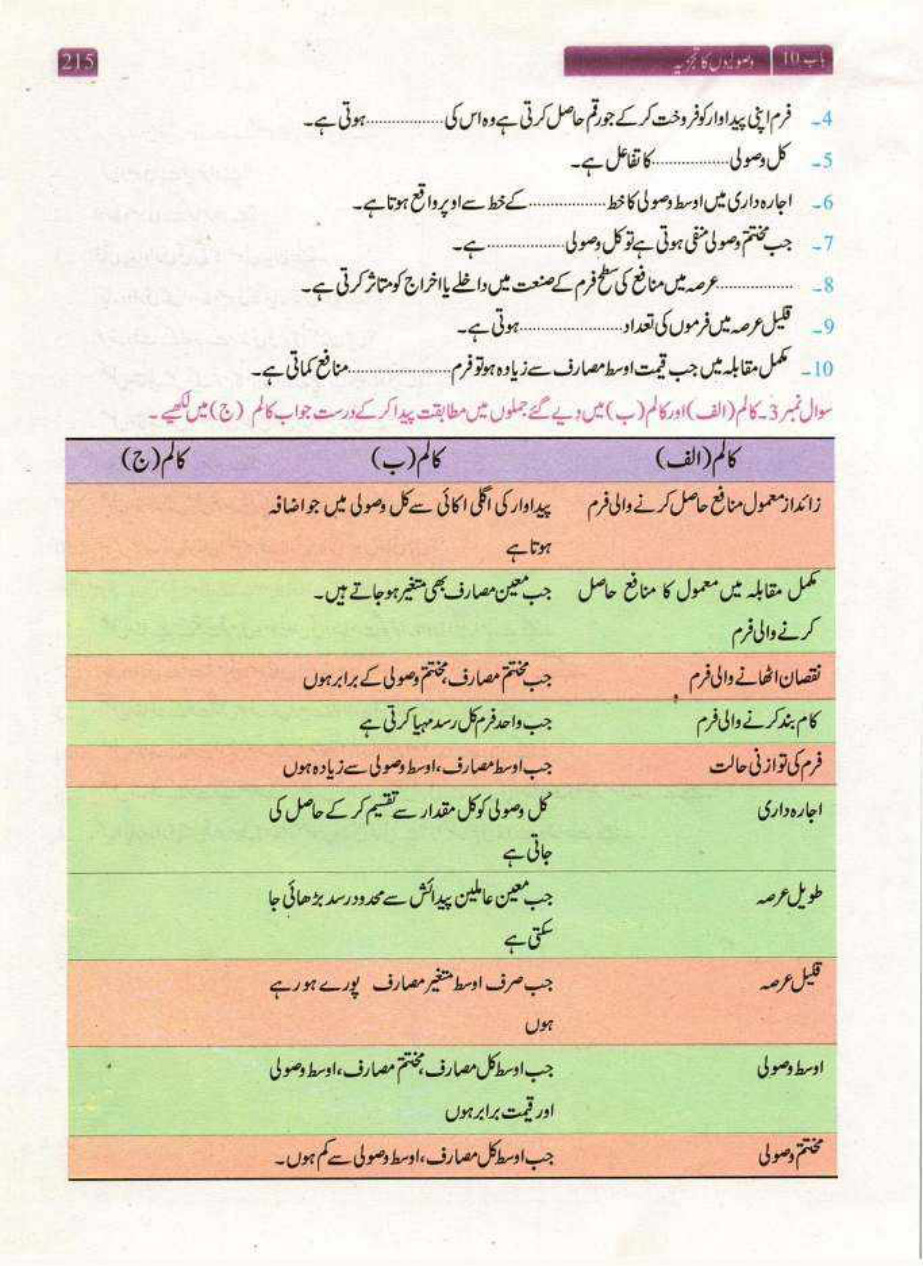 باب 10 وصولیوں کا تجزیہ 215
4۔ فرم اپنی پیداوار کو فروخت کر کے جو رقم حاصل کرتی ہے وہ اس کی ................ ہوتی ہے۔
5۔ کل وصولی ................ کا تفاعل ہے۔
6۔ اجارہ داری میں اوسط وصولی کا خط ................ کے خط سے اوپر واقع ہوتا ہے۔
7۔ جب مختتم وصولی منفی ہوتی ہے تو کل وصولی ................ ہے۔
8۔ ................ عرصہ میں منافع کی سطح فرم کے صنعت میں داخلے یا اخراج کو متاثر کرتی ہے۔
9۔ قلیل عرصہ میں فرموں کی تعداد ...................... ہوتی ہے۔
10۔ مکمل مقابلہ میں جب قیمت اوسط مصارف سے زیادہ ہو تو فرم ...................... منافع کماتی ہے۔
سوال نمبر 3۔ کالم (الف) اور کالم (ب) میں دیے گئے جملوں میں مطابقت پیدا کر کے درست جواب کالم (ج) میں لکھیے۔
کالم (الف) کالم (ب) کالم (ج)
زائد از معمول منافع حاصل کرنے والی فرم پیداوار کی اگلی اکائی سے کل وصولی میں جو اضافہ
ہوتا ہے
مکمل مقابلہ میں معمول کا منافع حاصل جب معین مصارف بھی متغیر ہو جاتے ہیں۔
کرنے والی فرم
نقصان اٹھانے والی فرم جب مختتم مصارف، مختتم وصولی کے برابر ہوں
کام بند کرنے والی فرم جب واحد فرم کل رسد مہیا کرتی ہے
فرم کی توازنی حالت جب اوسط مصارف، اوسط وصولی سے زیادہ ہوں
اجارہ داری کل وصولی کو کل مقدار سے تقسیم کر کے حاصل کی
جاتی ہے
طویل عرصہ جب معین عاملین پیدائش سے محدود رسد بڑھائی جا
سکتی ہے
قلیل عرصہ جب صرف اوسط متغیر مصارف پورے ہو رہے
ہوں
اوسط وصولی جب اوسط کل مصارف، مختتم مصارف، اوسط وصولی
اور قیمت برابر ہوں
مختتم وصولی جب اوسط کل مصارف، اوسط وصولی سے کم ہوں۔